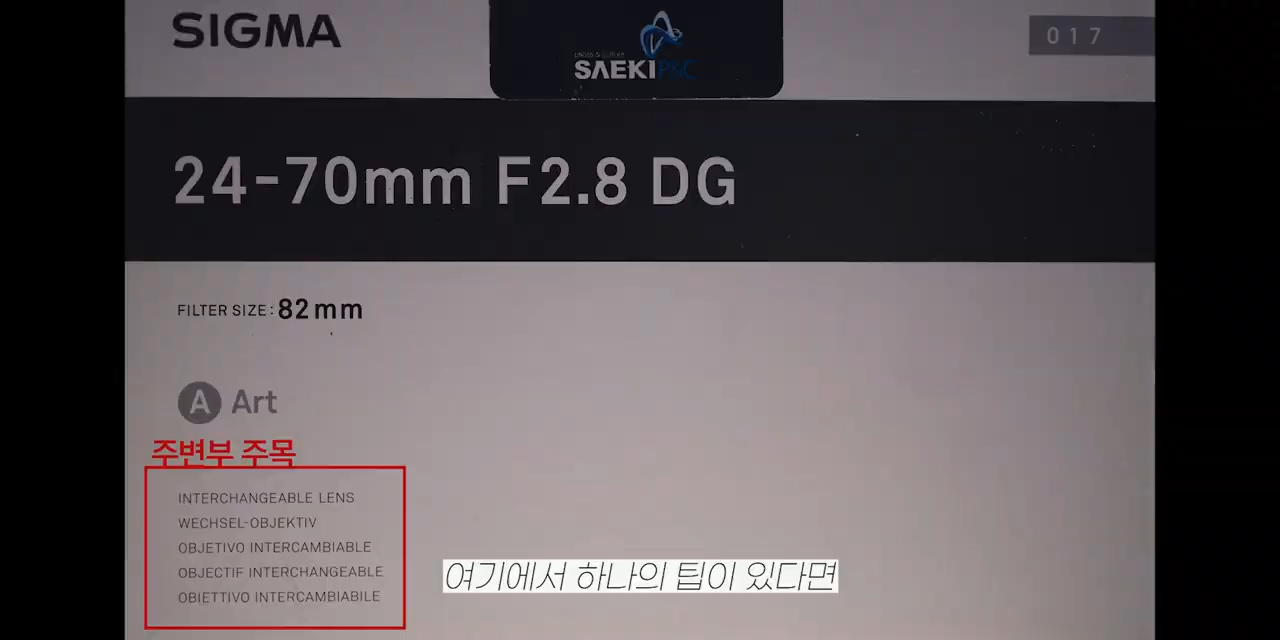 SIGMA
SAEKI P&C
017
24-70mm F2.8 DG
FILTER SIZE: 82mm
A Art
주변부 주목
INTERCHANGEABLE LENS
WECHSEL-OBJEKTIV
OBJETIVO INTERCAMBIABLE
OBJECTIF INTERCHANGEABLE
OBIETTIVO INTERCAMBIABILE
여기에서 하나의 팁이 있다면